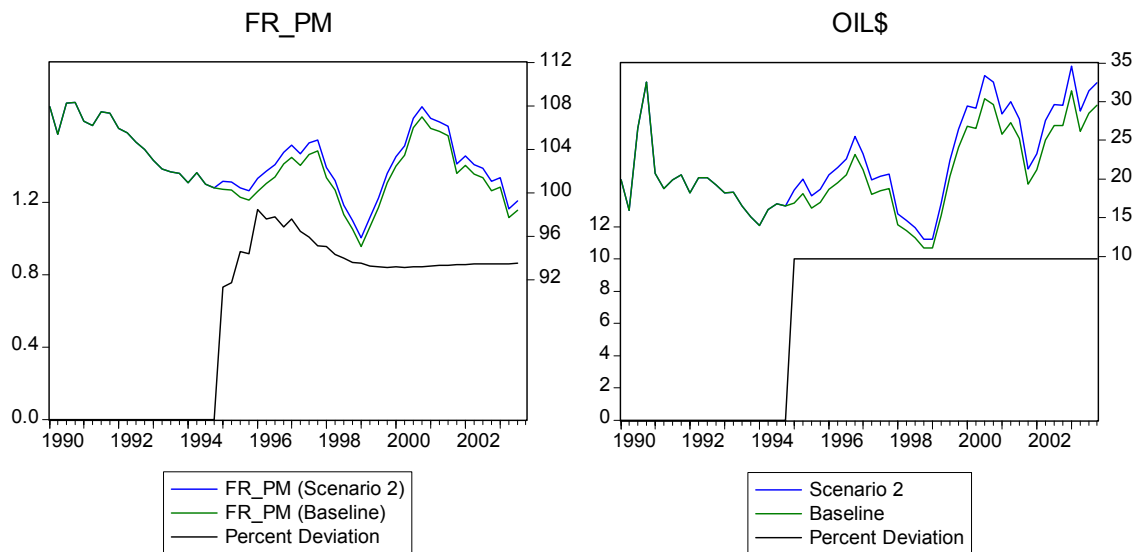 FR_PM
OIL$
112
108
104
100
96
92
1.2
0.8
0.4
0.0
1990 1992 1994 1996 1998 2000 2002
35
30
25
20
15
10
12
10
8
6
4
2
0
1990 1992 1994 1996 1998 2000 2002
FR_PM (Scenario 2)
FR_PM (Baseline)
Percent Deviation
Scenario 2
Baseline
Percent Deviation